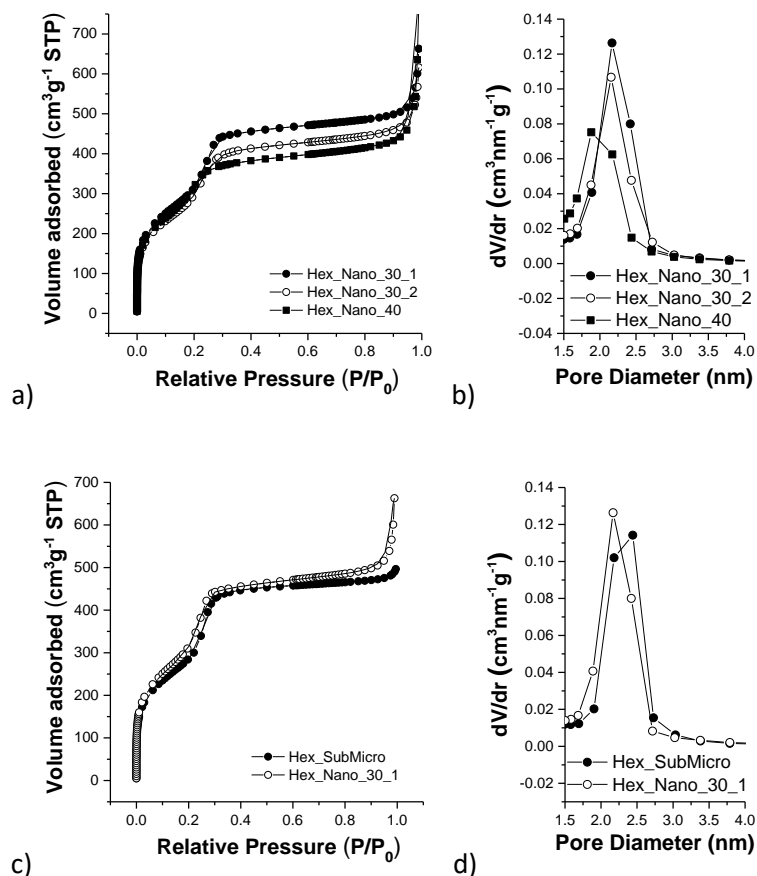 700
600
500
400
300
200
100
0
Volume adsorbed (cm³g⁻¹ STP)
Hex_Nano_30_1
Hex_Nano_30_2
Hex_Nano_40
0.0 0.2 0.4 0.6 0.8 1.0
Relative Pressure (P/P₀)
a)
0.14
0.12
0.10
0.08
0.06
0.04
0.02
0.00
-0.02
-0.04
dV/dr (cm³nm⁻¹g⁻¹)
Hex_Nano_30_1
Hex_Nano_30_2
Hex_Nano_40
1.5 2.0 2.5 3.0 3.5 4.0
Pore Diameter (nm)
b)
700
600
500
400
300
200
100
0
Volume adsorbed (cm³g⁻¹ STP)
Hex_SubMicro
Hex_Nano_30_1
0.0 0.2 0.4 0.6 0.8 1.0
Relative Pressure (P/P₀)
c)
0.14
0.12
0.10
0.08
0.06
0.04
0.02
0.00
-0.02
dV/dr (cm³nm⁻¹g⁻¹)
Hex_SubMicro
Hex_Nano_30_1
1.5 2.0 2.5 3.0 3.5 4.0
Pore Diameter (nm)
d)